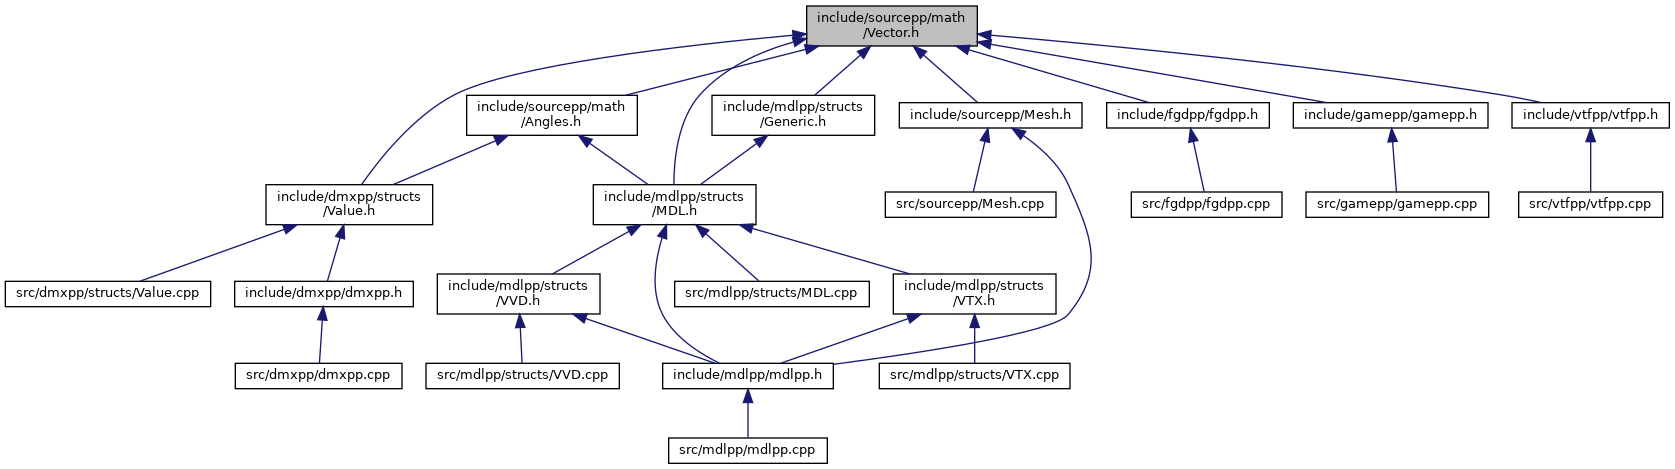 include/sourcepp/math
/Vector.h
include/sourcepp/math
/Angles.h
include/mdlpp/structs
/Generic.h
include/sourcepp/Mesh.h
include/fgdpp/fgdpp.h
include/gamepp/gamepp.h
include/vtfpp/vtfpp.h
include/dmxpp/structs
/Value.h
include/mdlpp/structs
/MDL.h
src/sourcepp/Mesh.cpp
src/fgdpp/fgdpp.cpp
src/gamepp/gamepp.cpp
src/vtfpp/vtfpp.cpp
src/dmxpp/structs/Value.cpp
include/dmxpp/dmxpp.h
include/mdlpp/structs
/VVD.h
src/mdlpp/structs/MDL.cpp
include/mdlpp/structs
/VTX.h
src/dmxpp/dmxpp.cpp
src/mdlpp/structs/VVD.cpp
include/mdlpp/mdlpp.h
src/mdlpp/structs/VTX.cpp
src/mdlpp/mdlpp.cpp